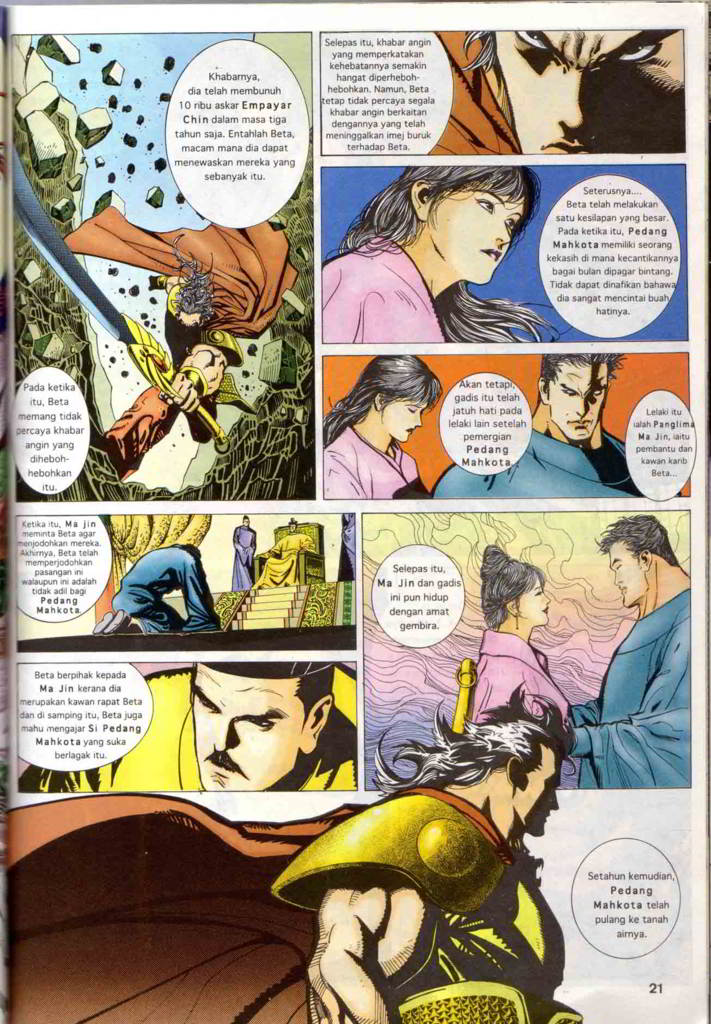 Khabarnya,
dia telah membunuh
10 ribu askar Empayar
Chin dalam masa tiga
tahun saja. Entahlah Beta,
macam mana dia dapat
menewaskan mereka yang
sebanyak itu.
Pada ketika
itu, Beta
memang tidak
percaya khabar
angin yang
diheboh-
hebohkan
itu.
Selepas itu, khabar angin
yang memperkatakan
kehebatannya semakin
hangat diperheboh-
hebohkan. Namun, Beta
tetap tidak percaya segala
khabar angin berkaitan
dengannya yang telah
meninggalkan imej buruk
terhadap Beta.
Seterusnya....
Beta telah melakukan
satu kesilapan yang besar.
Pada ketika itu, Pedang
Mahkota memiliki seorang
kekasih di mana kecantikannya
bagai bulan dipagar bintang.
Tidak dapat dinafikan bahawa
dia sangat mencintai buah
hatinya.
Akan tetapi,
gadis itu telah
jatuh hati pada
lelaki lain setelah
pemergian
Pedang
Mahkota.
Lelaki itu
ialah Panglima
Ma Jin, iaitu
pembantu dan
kawan karib
Beta...
Ketika itu, Ma jin
meminta Beta agar
menjodohkan mereka.
Akhirnya, Beta telah
memperjodohkan
pasangan ini
walaupun ini adalah
tidak adil bagi
Pedang
Mahkota.
Selepas itu,
Ma Jin dan gadis
ini pun hidup
dengan amat
gembira.
Beta berpihak kepada
Ma Jin kerana dia
merupakan kawan rapat Beta
dan di samping itu, Beta juga
mahu mengajar Si Pedang
Mahkota yang suka
berlagak itu.
Setahun kemudian,
Pedang
Mahkota telah
pulang ke tanah
airnya.
21